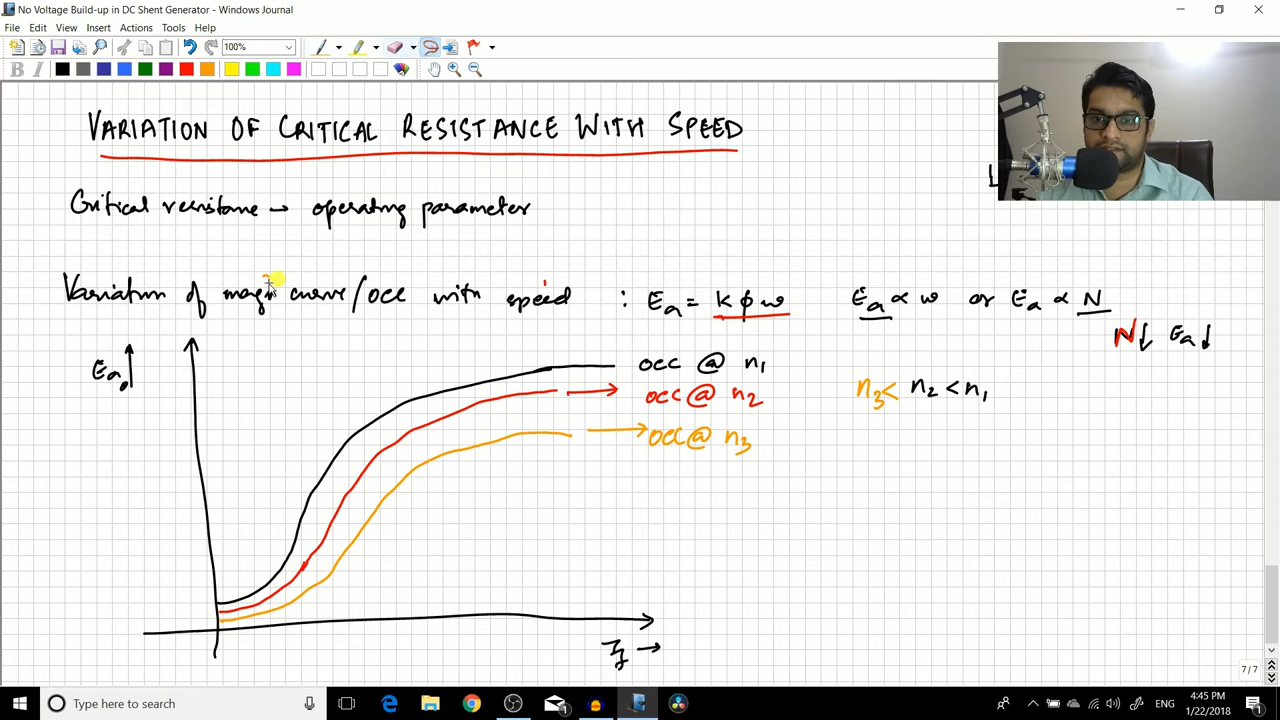 No Voltage Build-up in DC Shent Generator - Windows Journal
File Edit View Insert Actions Tools Help
100%
B I
VARIATION OF CRITICAL RESISTANCE WITH SPEED
Critical resistane → operating parameter
Variation of magn curve/OCC with speed : Ea = kφω Ea ∝ ω or Ea ∝ N
N↓ Ea↓
Ea ↑
OCC @ n1
OCC @ n2
n3 < n2 < n1
OCC @ n3
If →
7/7
Type here to search
1
4:45 PM
1/22/2018
1